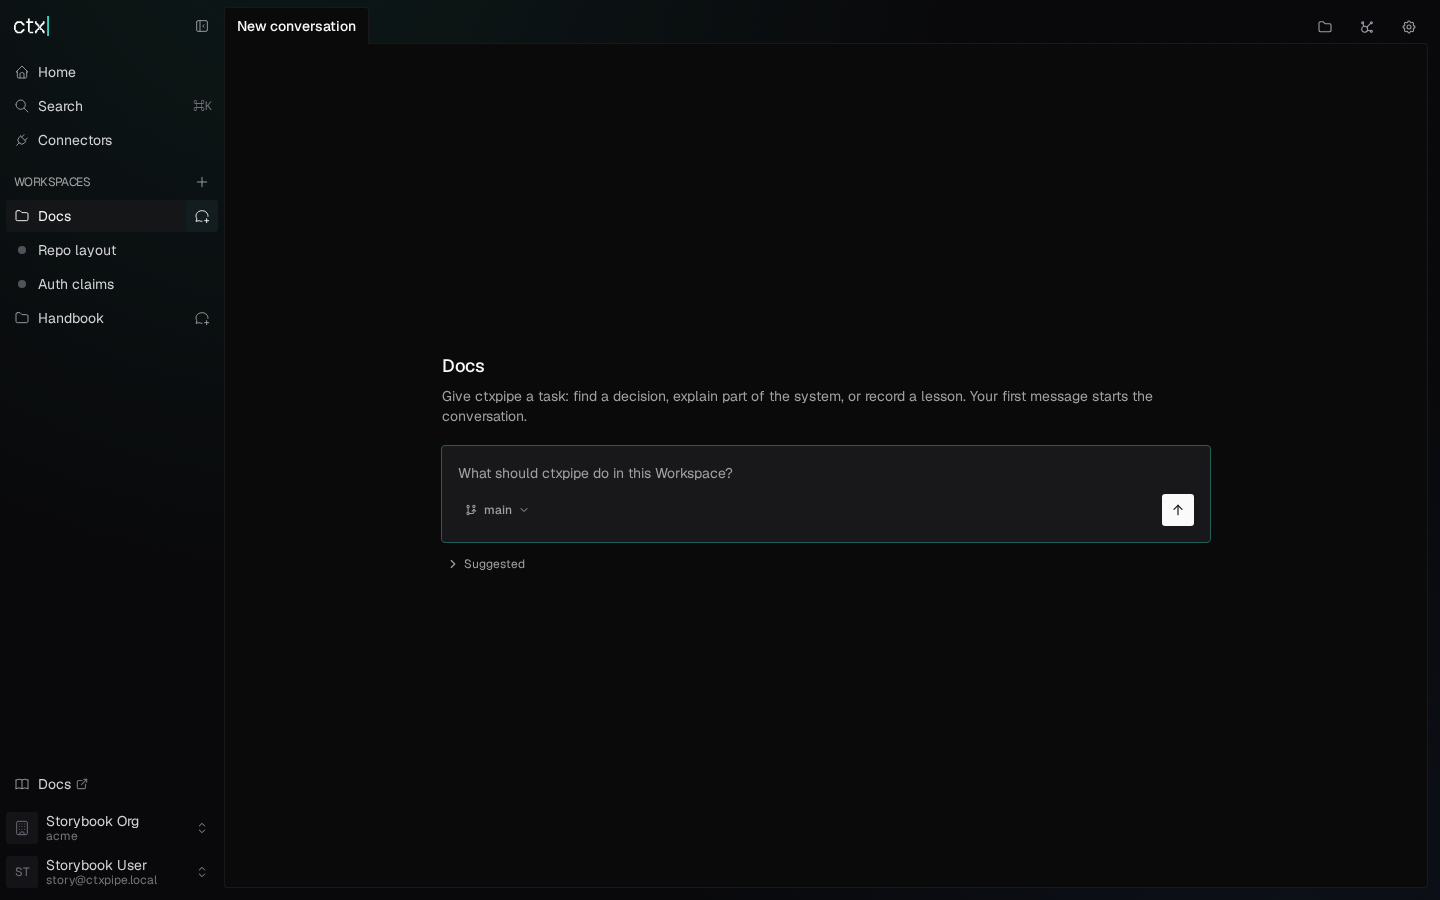 ctx
New conversation
Home
Search ⌘K
Connectors
WORKSPACES
Docs
Repo layout
Auth claims
Handbook
Docs
Give ctxpipe a task: find a decision, explain part of the system, or record a lesson. Your first message starts the
conversation.
What should ctxpipe do in this Workspace?
main
Suggested
Docs
Storybook Org
acme
ST
Storybook User
story@ctxpipe.local